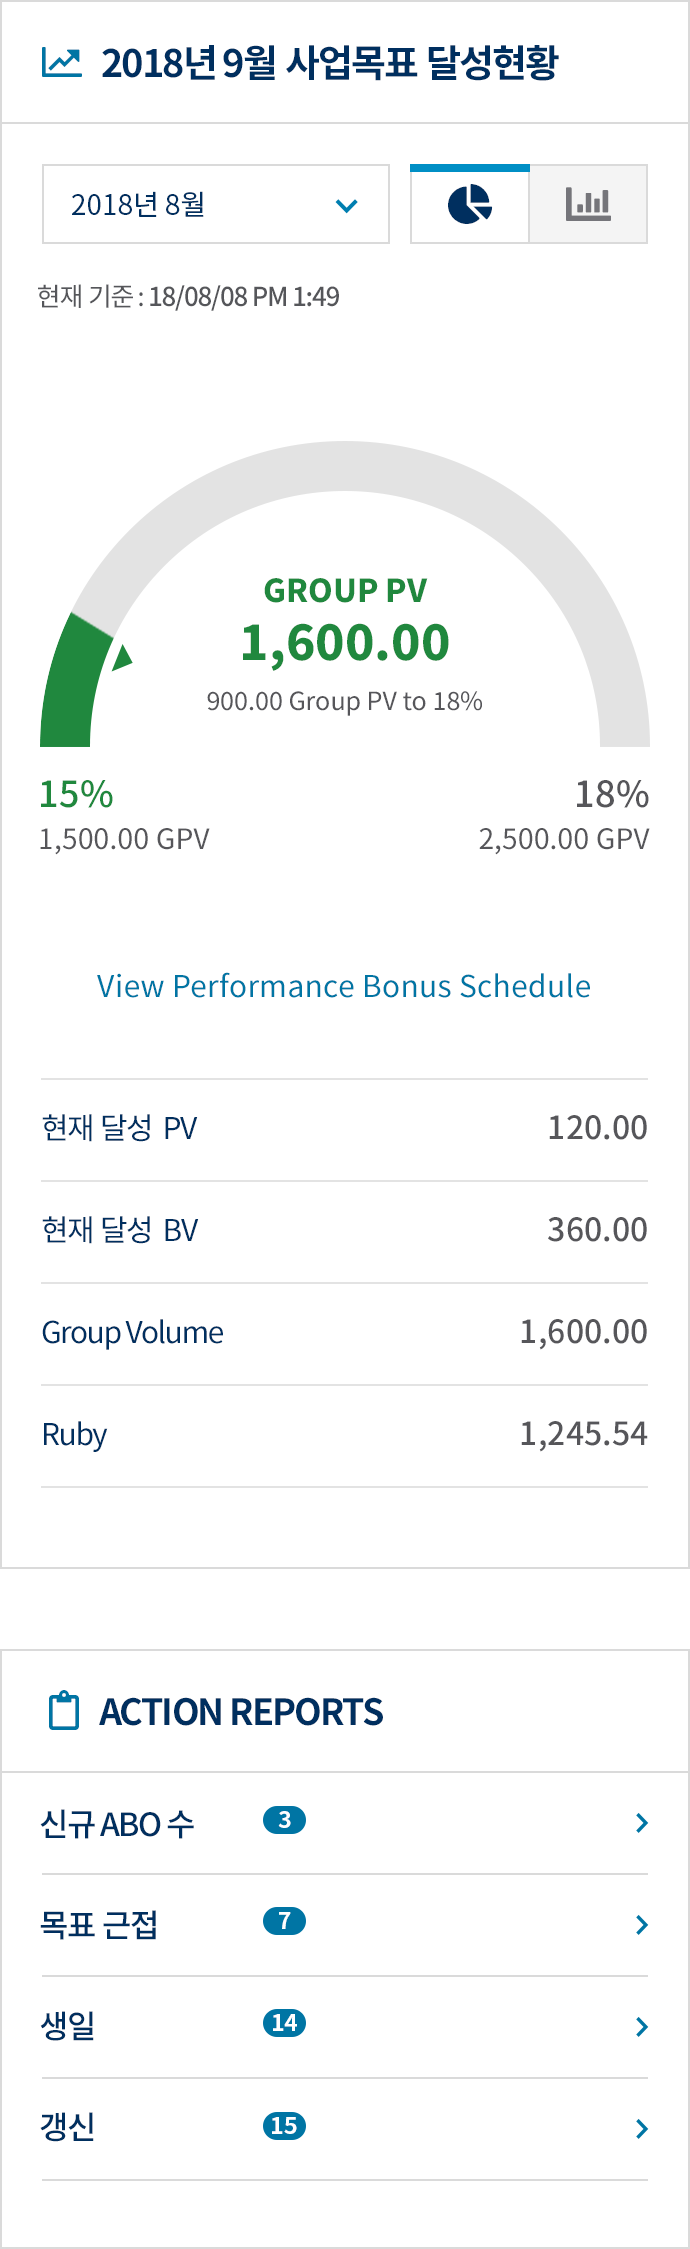 2018년 9월 사업목표 달성현황
2018년 8월
현재 기준 : 18/08/08 PM 1:49
GROUP PV
1,600.00
900.00 Group PV to 18%
15%
18%
1,500.00 GPV
2,500.00 GPV
View Performance Bonus Schedule
현재 달성 PV
120.00
현재 달성 BV
360.00
Group Volume
1,600.00
Ruby
1,245.54
ACTION REPORTS
신규 ABO 수
3
목표 근접
7
생일
14
갱신
15